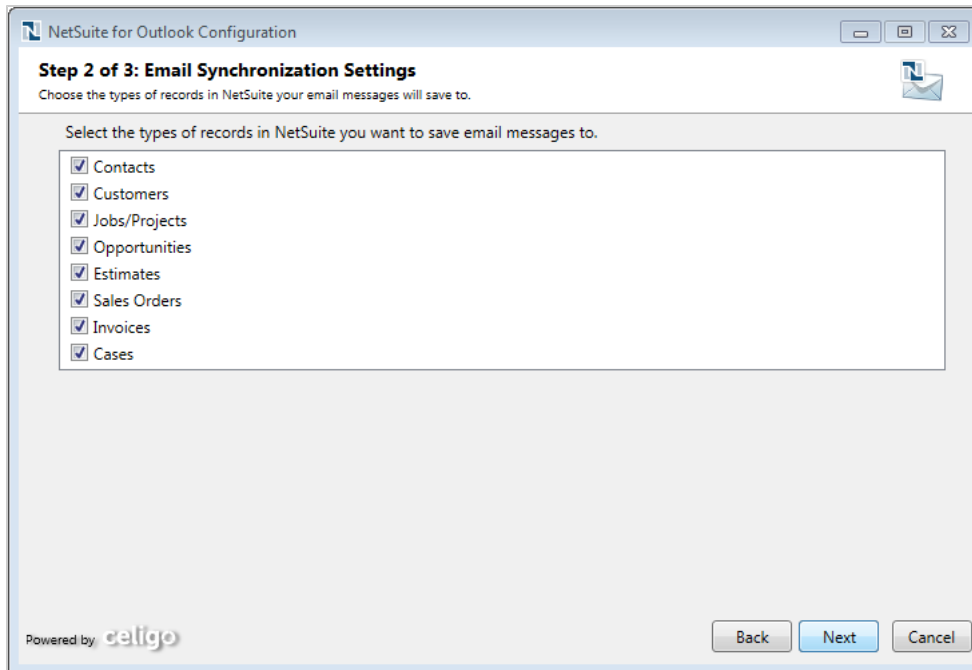 NetSuite for Outlook Configuration
Step 2 of 3: Email Synchronization Settings
Choose the types of records in NetSuite your email messages will save to.
N
Select the types of records in NetSuite you want to save email messages to.
Contacts
Customers
Jobs/Projects
Opportunities
Estimates
Sales Orders
Invoices
Cases
Powered by celigo
Back Next Cancel